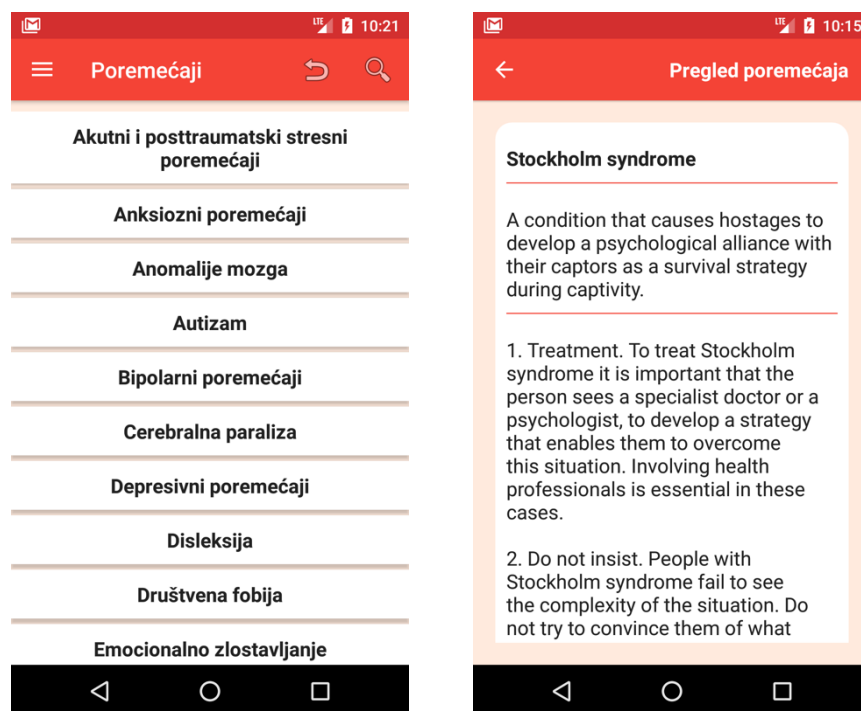 LTE 10:21
Poremećaji
Akutni i posttraumatski stresni
poremećaji
Anksiozni poremećaji
Anomalije mozga
Autizam
Bipolarni poremećaji
Cerebralna paraliza
Depresivni poremećaji
Disleksija
Društvena fobija
Emocionalno zlostavljanje
LTE 10:15
Pregled poremećaja
Stockholm syndrome
A condition that causes hostages to
develop a psychological alliance with
their captors as a survival strategy
during captivity.
1. Treatment. To treat Stockholm
syndrome it is important that the
person sees a specialist doctor or a
psychologist, to develop a strategy
that enables them to overcome
this situation. Involving health
professionals is essential in these
cases.
2. Do not insist. People with
Stockholm syndrome fail to see
the complexity of the situation. Do
not try to convince them of what